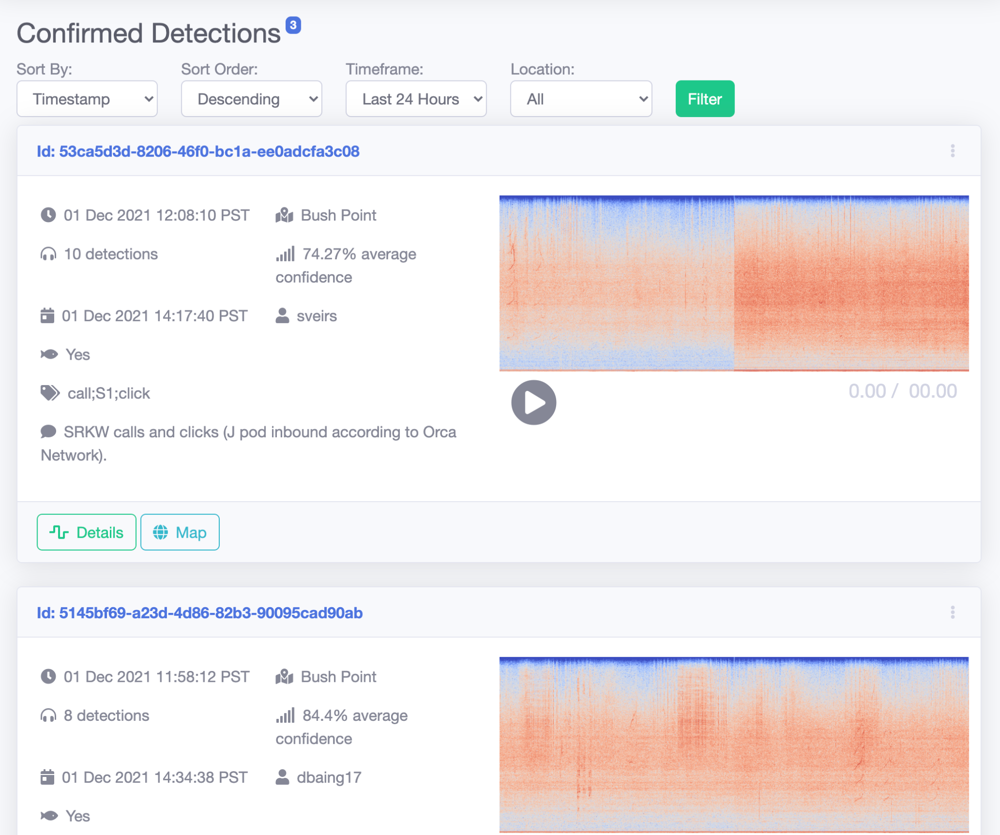 Confirmed Detections 3
Sort By: Sort Order: Timeframe: Location:
Timestamp Descending Last 24 Hours All Filter
Id: 53ca5d3d-8206-46f0-bc1a-ee0adcfa3c08
01 Dec 2021 12:08:10 PST Bush Point
10 detections 74.27% average
confidence
01 Dec 2021 14:17:40 PST sveirs
Yes
call;S1;click
0.00 / 00.00
SRKW calls and clicks (J pod inbound according to Orca
Network).
Details Map
Id: 5145bf69-a23d-4d86-82b3-90095cad90ab
01 Dec 2021 11:58:12 PST Bush Point
8 detections 84.4% average
confidence
01 Dec 2021 14:34:38 PST dbaing17
Yes